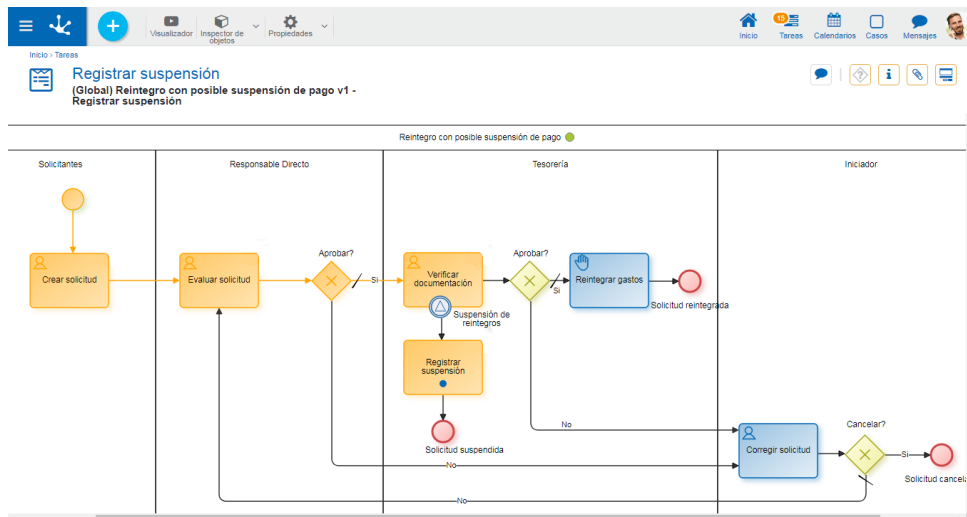 Visualizador
Inspector de
objetos
Propiedades
Inicio
15
Tareas
Calendarios
Casos
Mensajes
Inicio › Tareas
Registrar suspensión
(Global) Reintegro con posible suspensión de pago v1 -
Registrar suspensión
Reintegro con posible suspensión de pago
Solicitantes
Responsable Directo
Tesorería
Iniciador
Crear solicitud
Evaluar solicitud
Aprobar?
Si
Verificar
documentación
Aprobar?
Si
Reintegrar gastos
Solicitud reintegrada
Suspensión de
reintegros
Registrar
suspensión
Solicitud suspendida
No
No
No
Corregir solicitud
Cancelar?
Si
Solicitud cancela